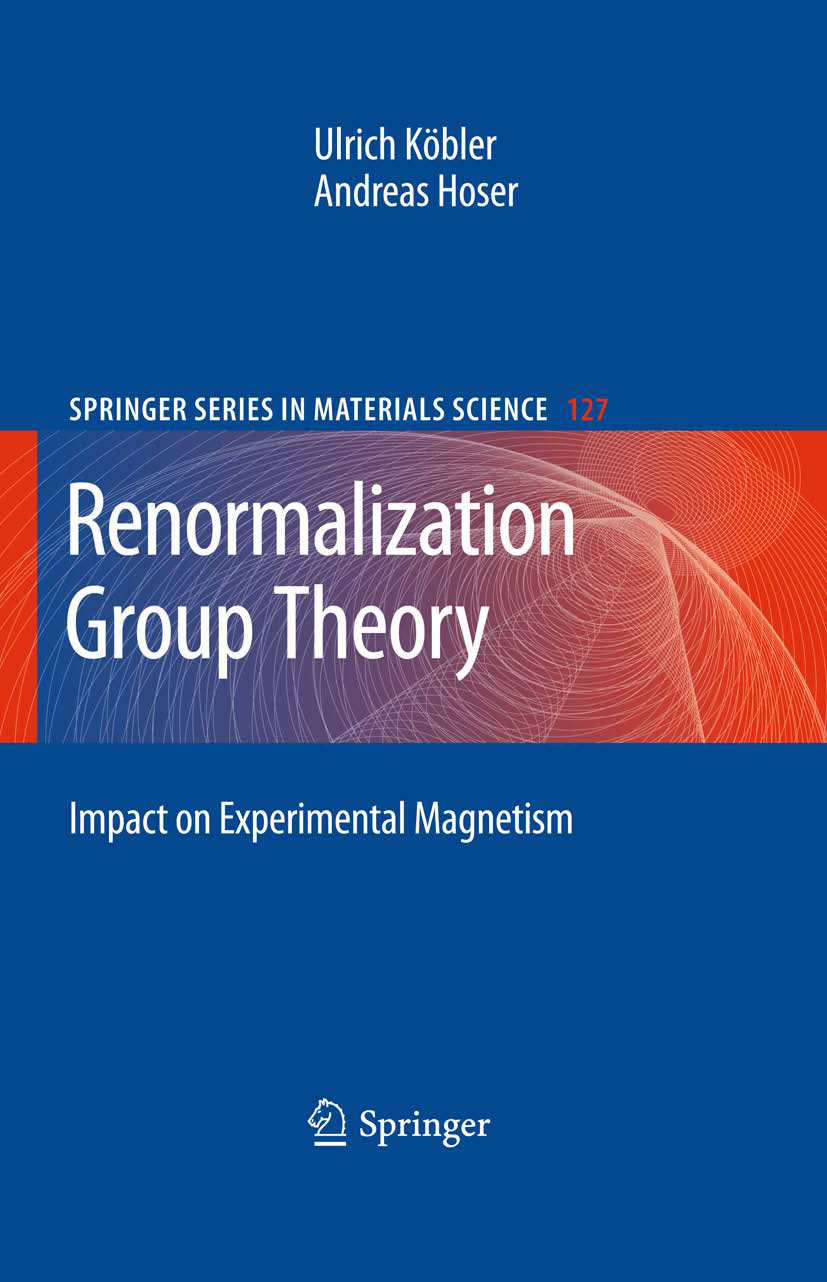 Ulrich Köbler
Andreas Hoser
SPRINGER SERIES IN MATERIALS SCIENCE 127
Renormalization
Group Theory
Impact on Experimental Magnetism
Springer